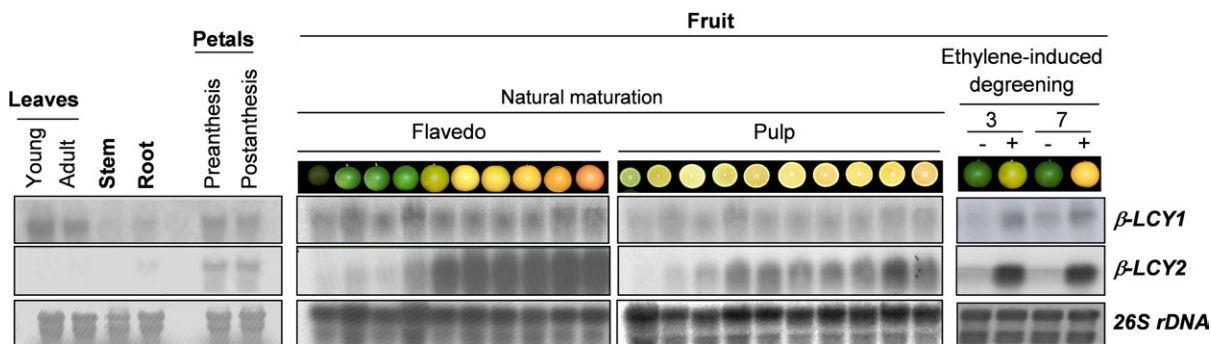 Fruit
Petals
Ethylene-induced
degreening
Leaves
Natural maturation
Young
Adult
Stem
Root
Preanthesis
Postanthesis
Flavedo
Pulp
3 7
- + - +
β-LCY1
β-LCY2
26S rDNA